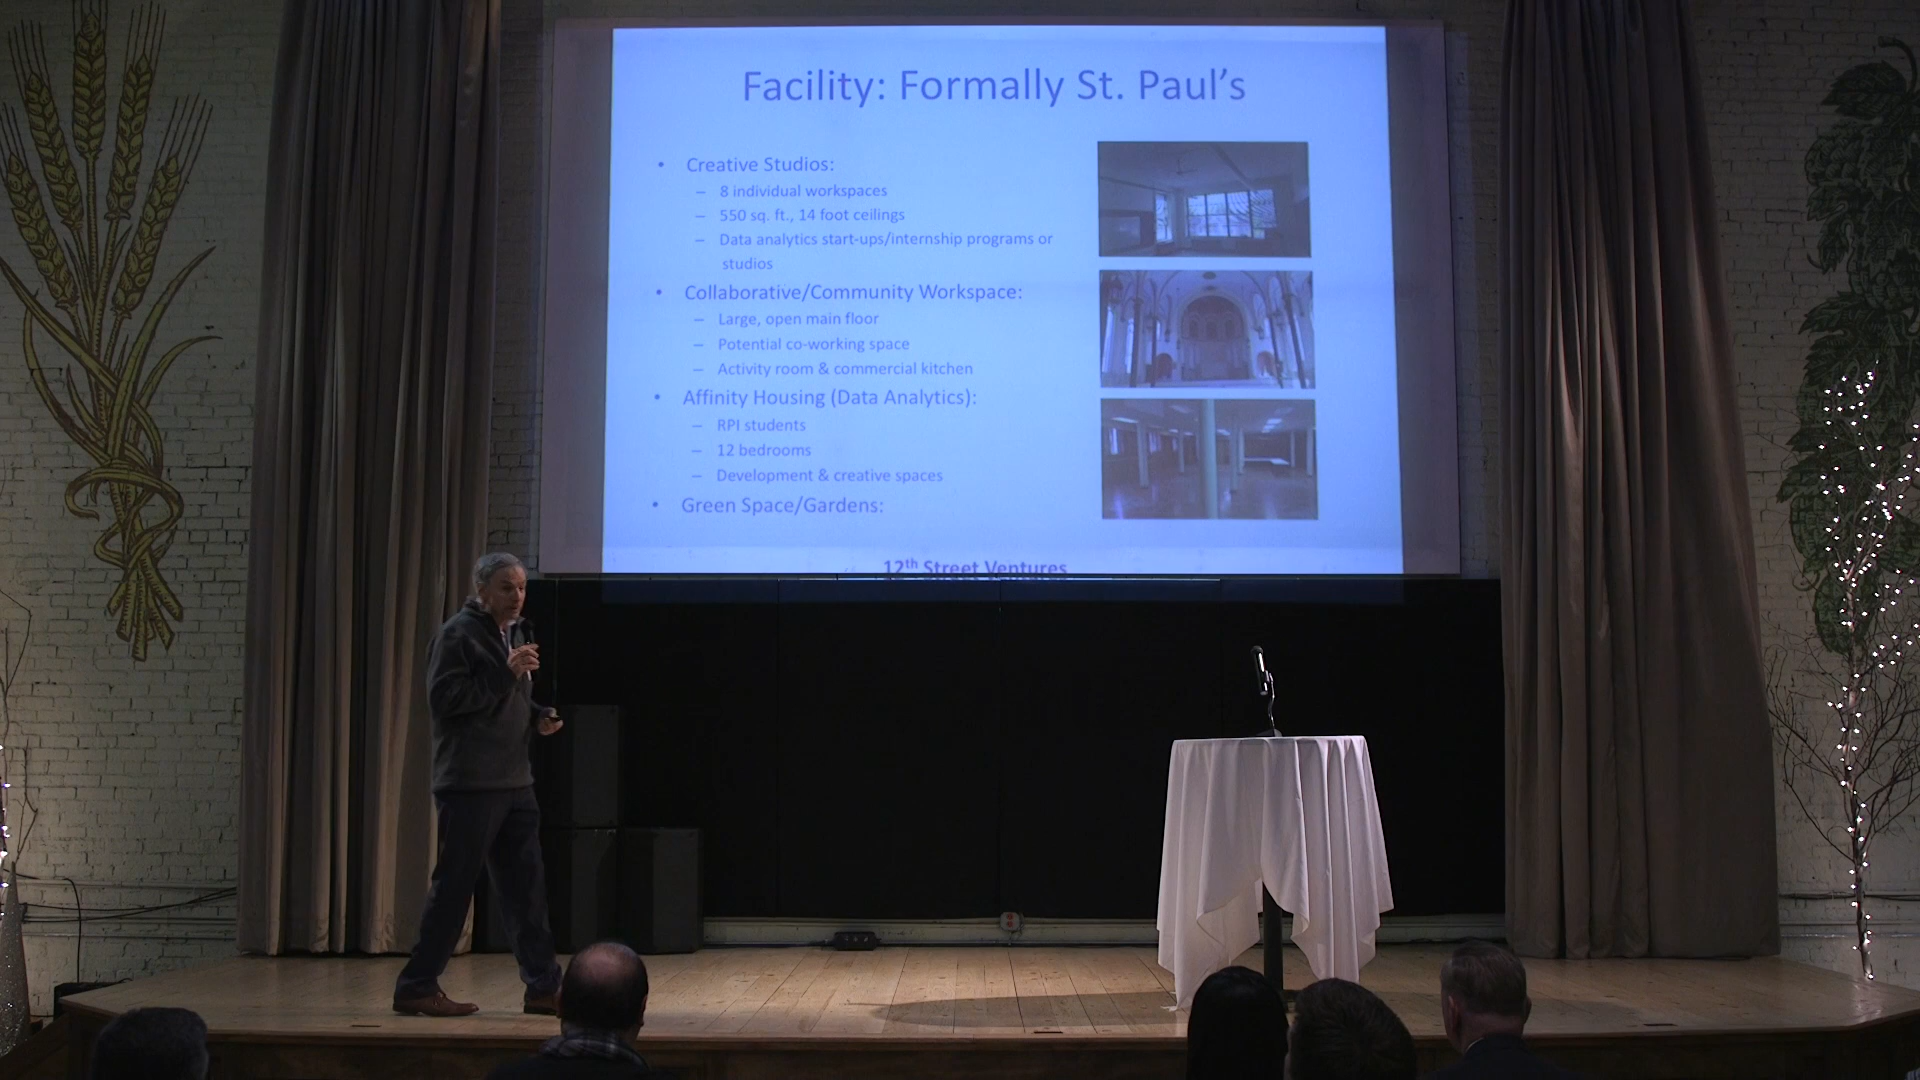 Facility: Formally St. Paul's
• Creative Studios:
– 8 individual workspaces
– 550 sq. ft., 14 foot ceilings
– Data analytics start-ups/internship programs or
studios
• Collaborative/Community Workspace:
– Large, open main floor
– Potential co-working space
– Activity room & commercial kitchen
• Affinity Housing (Data Analytics):
– RPI students
– 12 bedrooms
– Development & creative spaces
• Green Space/Gardens:
12th Street Ventures